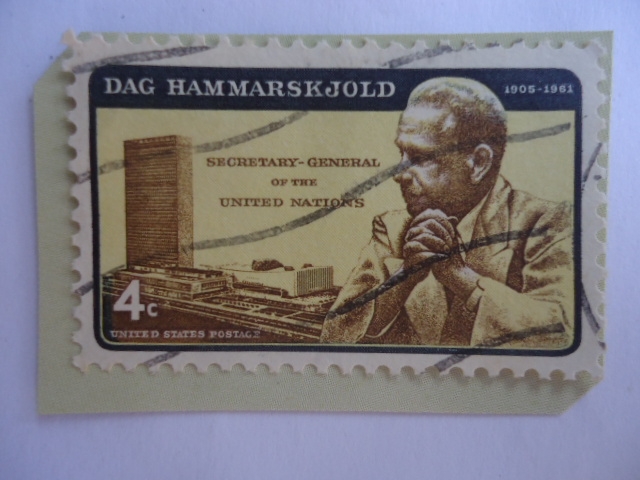 DAG HAMMARSKJOLD 1905-1961
SECRETARY-GENERAL
OF THE
UNITED NATIONS
4c
UNITED STATES POSTAGE